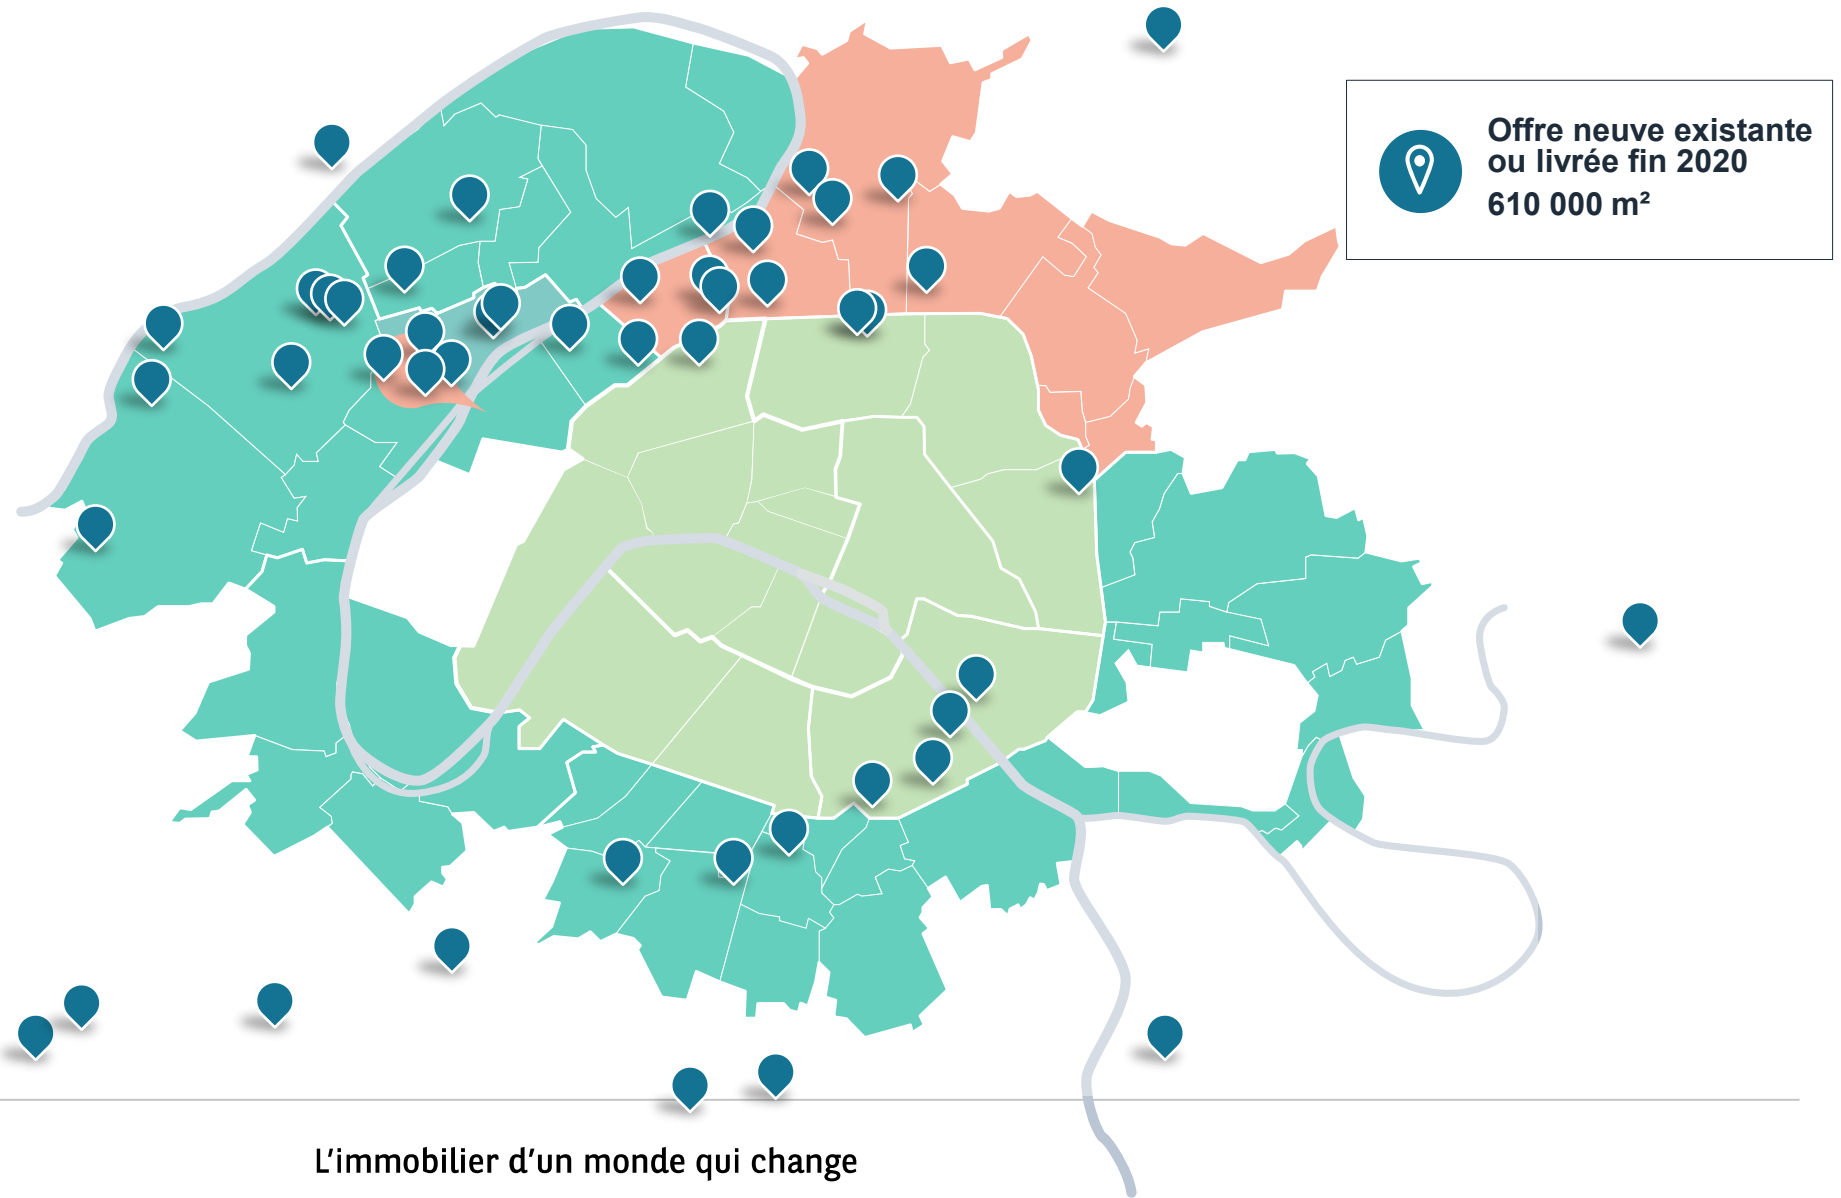 Offre neuve existante
ou livrée fin 2020
610 000 m²
L'immobilier d'un monde qui change